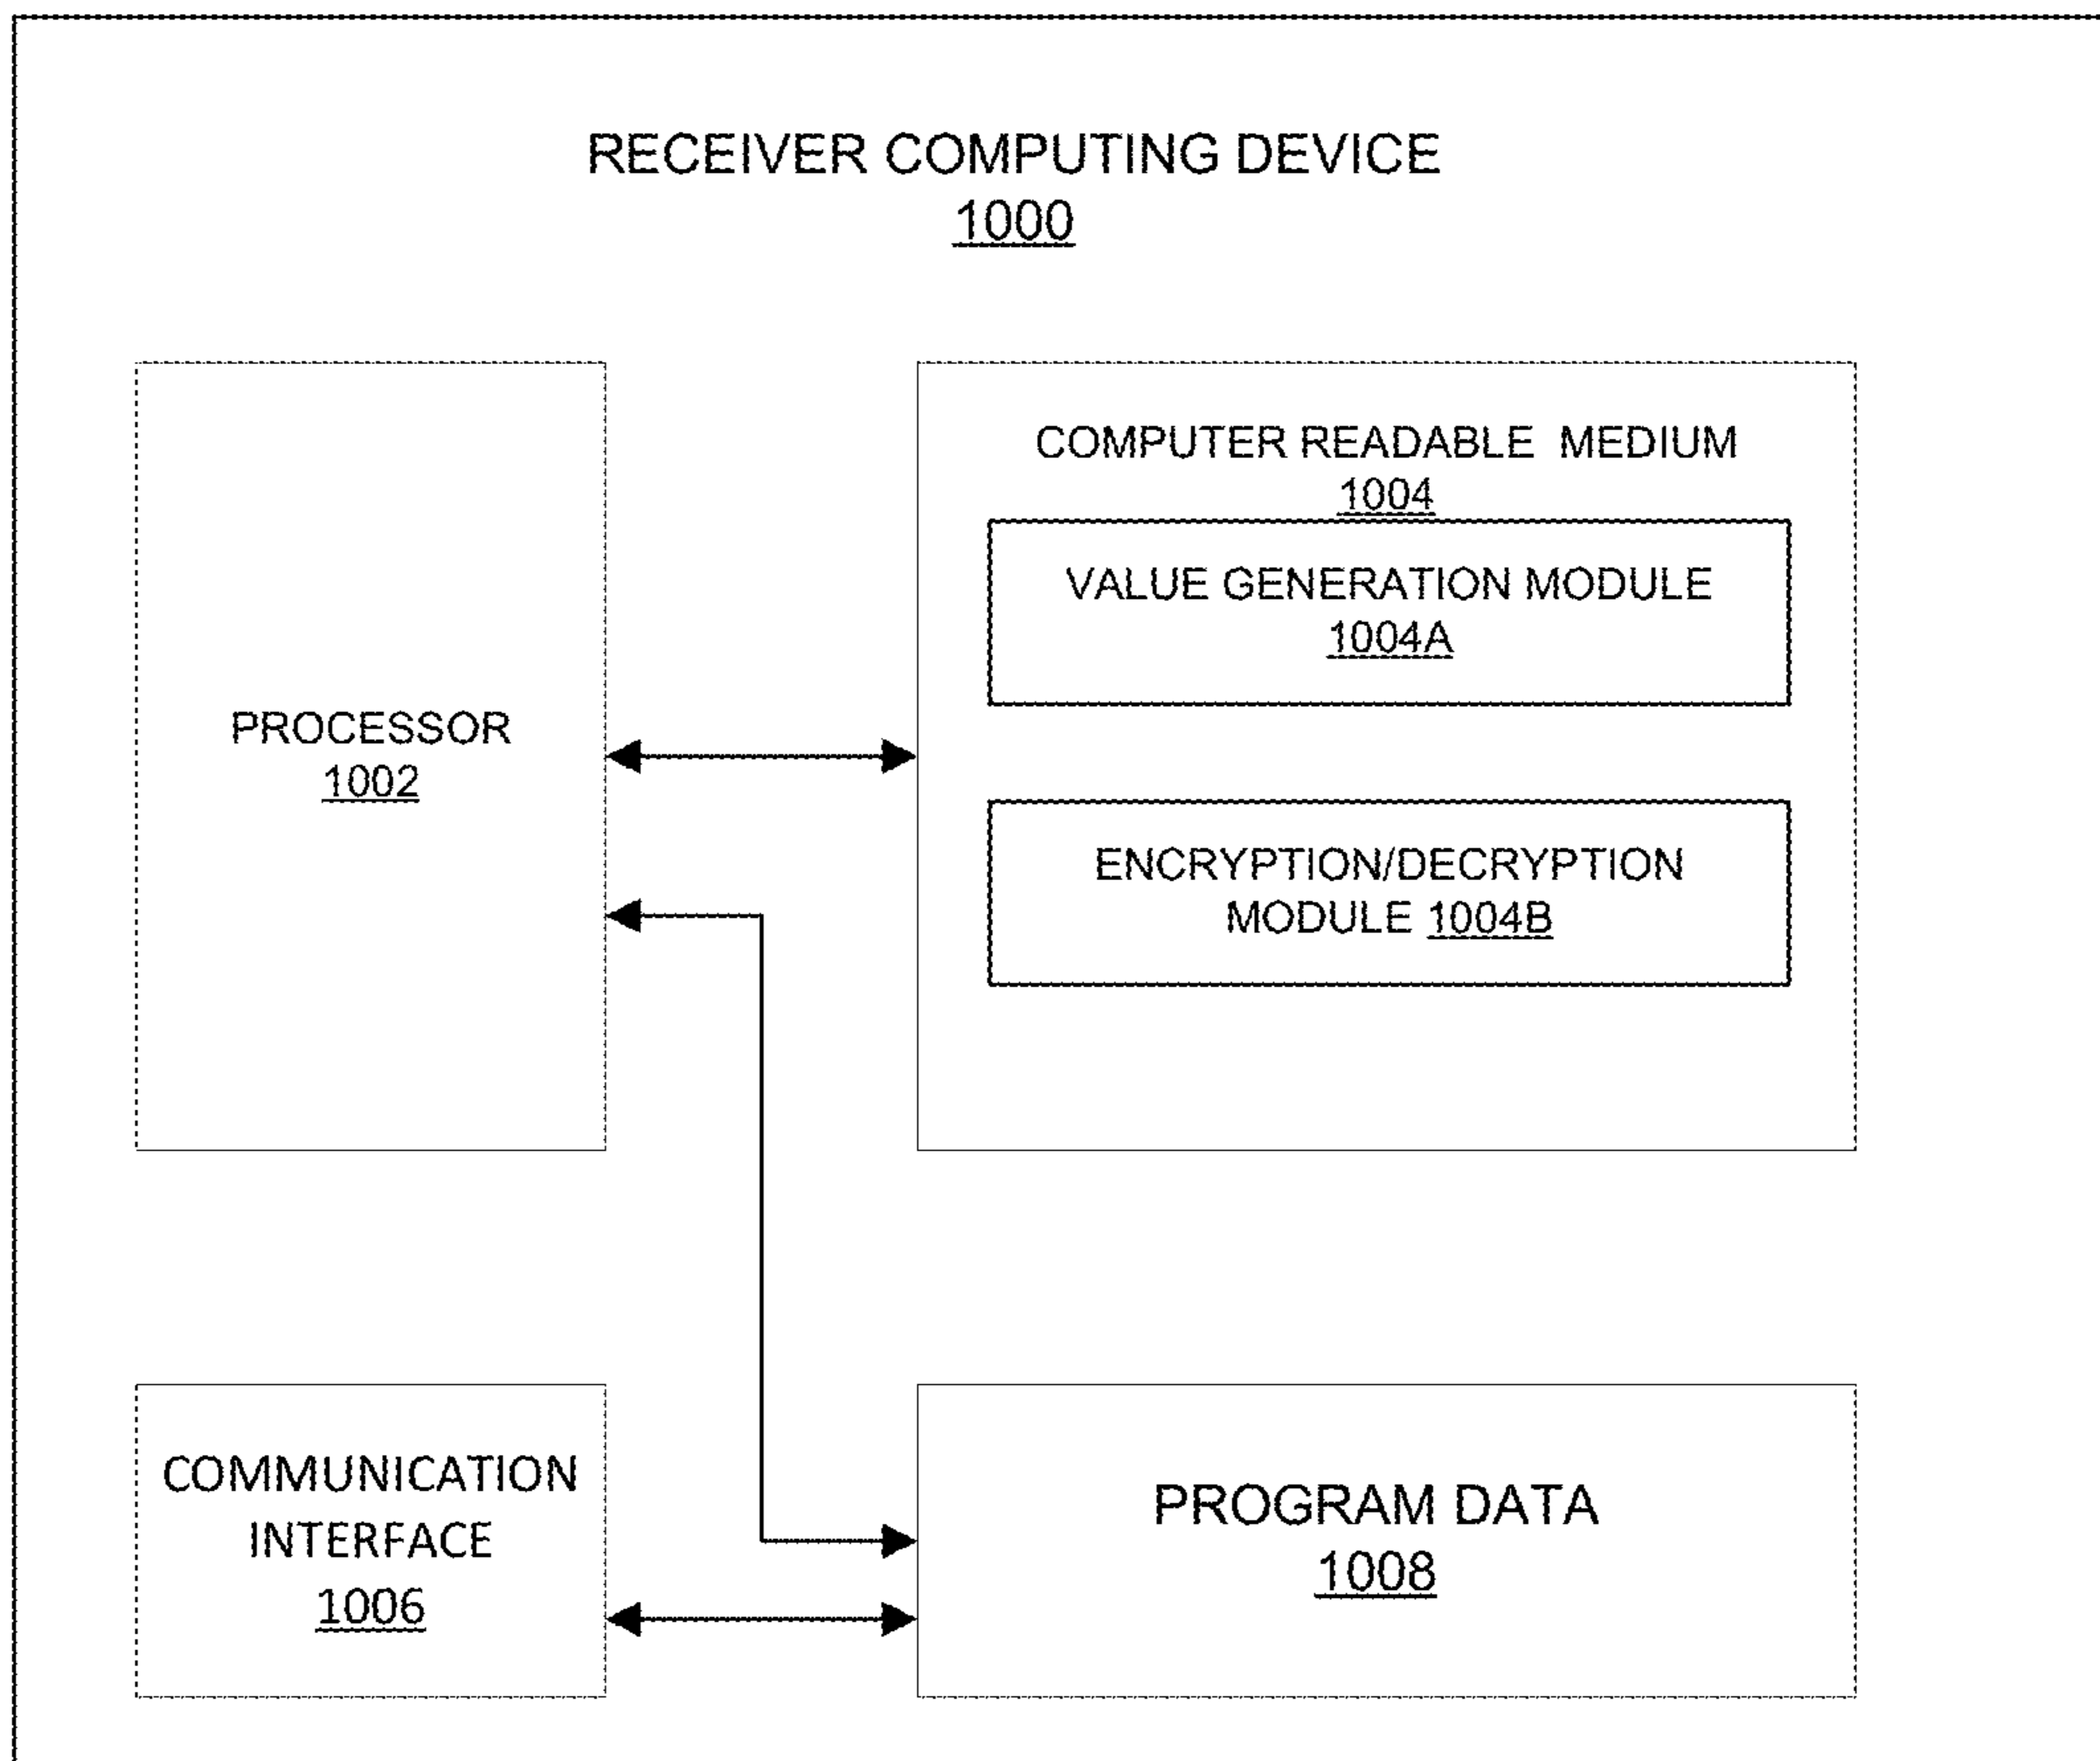 RECEIVER COMPUTING DEVICE
1000
COMPUTER READABLE MEDIUM
1004
VALUE GENERATION MODULE
1004A
PROCESSOR
1002
ENCRYPTION/DECRYPTION
MODULE 1004B
COMMUNICATION
INTERFACE
1006
PROGRAM DATA
1008